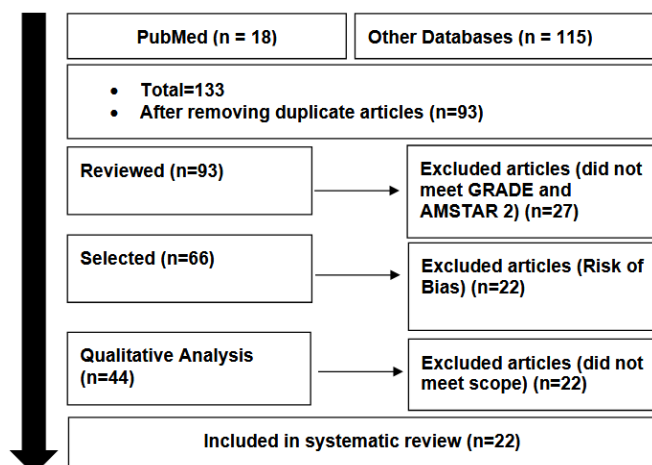 PubMed (n = 18)
Other Databases (n = 115)
• Total=133
• After removing duplicate articles (n=93)
Reviewed (n=93)
Excluded articles (did not
meet GRADE and
AMSTAR 2) (n=27)
Selected (n=66)
Excluded articles (Risk of
Bias) (n=22)
Qualitative Analysis
(n=44)
Excluded articles (did not
meet scope) (n=22)
Included in systematic review (n=22)